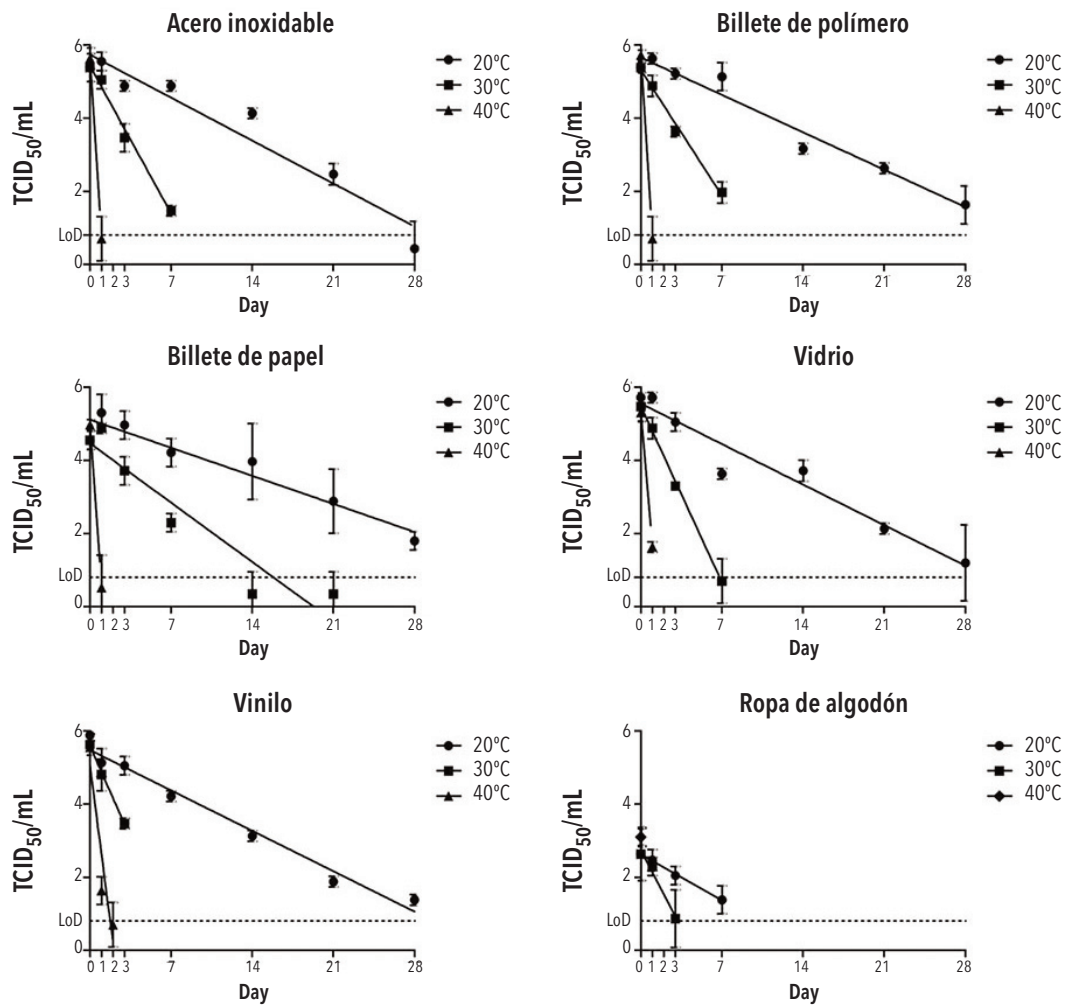 Acero inoxidable
6
4
2
LoD
0
TCID50/mL
0 1 2 3 7 14 21 28
Day
20°C
30°C
40°C
Billete de polímero
6
4
2
LoD
0
TCID50/mL
0 1 2 3 7 14 21 28
Day
20°C
30°C
40°C
Billete de papel
6
4
2
LoD
0
TCID50/mL
0 1 2 3 7 14 21 28
Day
20°C
30°C
40°C
Vidrio
6
4
2
LoD
0
TCID50/mL
0 1 2 3 7 14 21 28
Day
20°C
30°C
40°C
Vinilo
6
4
2
LoD
0
TCID50/mL
0 1 2 3 7 14 21 28
Day
20°C
30°C
40°C
Ropa de algodón
6
4
2
LoD
0
TCID50/mL
0 1 2 3 7 14 21 28
Day
20°C
30°C
40°C